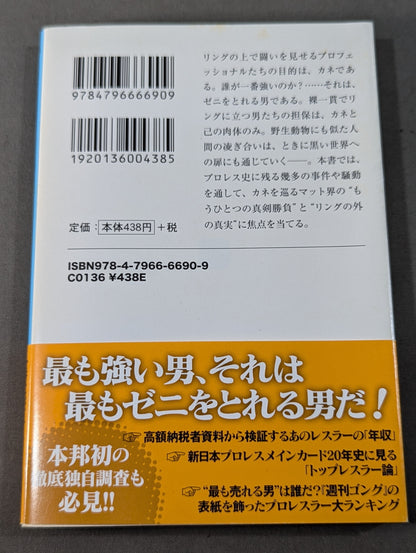 リングの上で闘いを見せるプロフェ
ッショナルたちの目的は、カネであ
る。誰が一番強いのか？……それは、
ゼニをとれる男である。裸一貫でリ
ングに立つ男たちの担保は、カネと
己の肉体のみ。野生動物にも似た人
間の凌ぎ合いは、ときに黒い世界へ
の扉にも通じていく――。本書では、
プロレス史に残る幾多の事件や騒動
を通して、カネを巡るマット界の“も
うひとつの真剣勝負”と“リングの外
の真実”に焦点を当てる。
9784796666909
1920136004385
定価：本体438円＋税
ISBN978-4-7966-6690-9
C0136 ¥438E
最も強い男、それは
最もゼニをとれる男だ！
本邦初の
徹底独自調査も
必見!!
☞ 高額納税者資料から検証するあのレスラーの「年収」
☞ 新日本プロレスメインカード20年史に見る
「トップレスラー論」
☞ “最も売れる男”は誰だ？『週刊ゴング』の
表紙を飾ったプロレスラー大ランキング